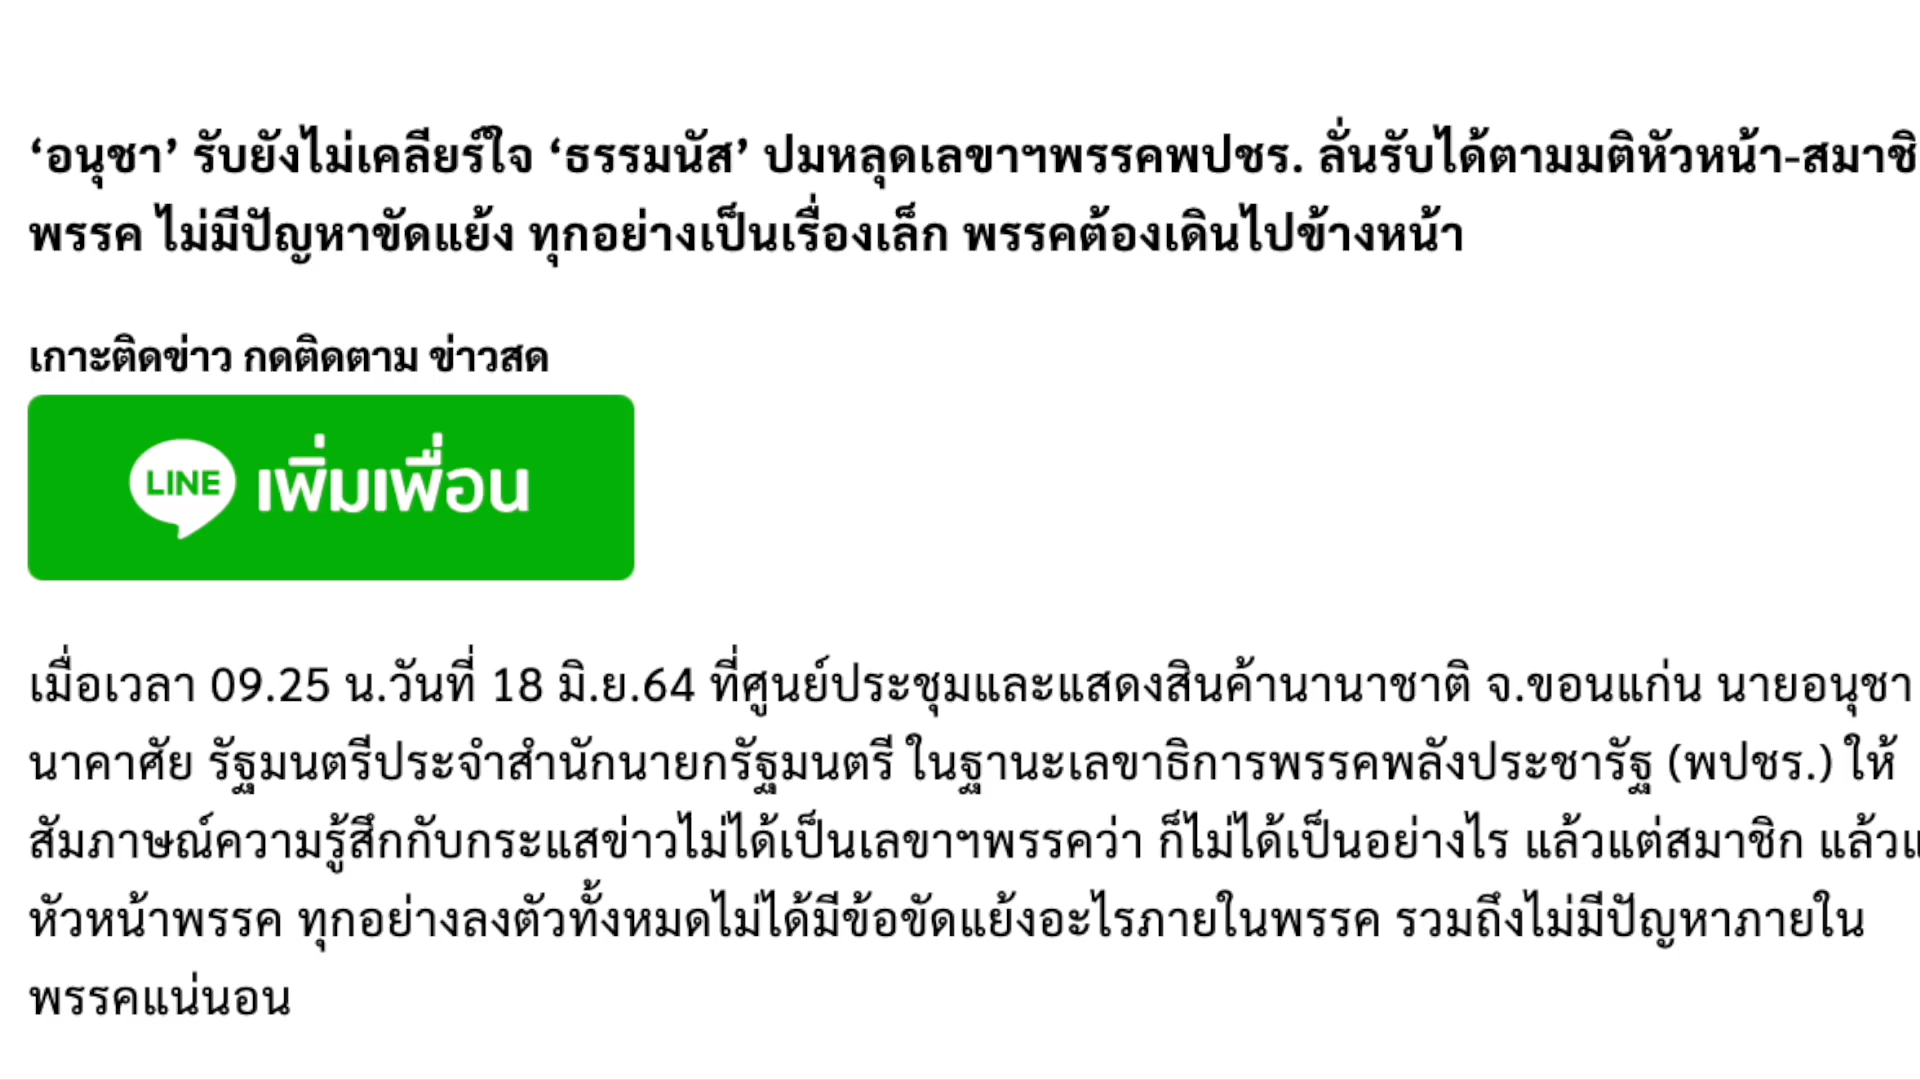 ‘อนุชา’ รับยังไม่เคลียร์ใจ ‘ธรรมนัส’ ปมหลุดเลขาฯพรรคพปชร. ลั่นรับได้ตามมติหัวหน้า-สมาชิ
พรรค ไม่มีปัญหาขัดแย้ง ทุกอย่างเป็นเรื่องเล็ก พรรคต้องเดินไปข้างหน้า
เกาะติดข่าว กดติดตาม ข่าวสด
LINE เพิ่มเพื่อน
เมื่อเวลา 09.25 น.วันที่ 18 มิ.ย.64 ที่ศูนย์ประชุมและแสดงสินค้านานาชาติ จ.ขอนแก่น นายอนุชา
นาคาศัย รัฐมนตรีประจำสำนักนายกรัฐมนตรี ในฐานะเลขาธิการพรรคพลังประชารัฐ (พปชร.) ให้
สัมภาษณ์ความรู้สึกกับกระแสข่าวไม่ได้เป็นเลขาฯพรรคว่า ก็ไม่ได้เป็นอย่างไร แล้วแต่สมาชิก แล้วแ
หัวหน้าพรรค ทุกอย่างลงตัวทั้งหมดไม่ได้มีข้อขัดแย้งอะไรภายในพรรค รวมถึงไม่มีปัญหาภายใน
พรรคแน่นอน